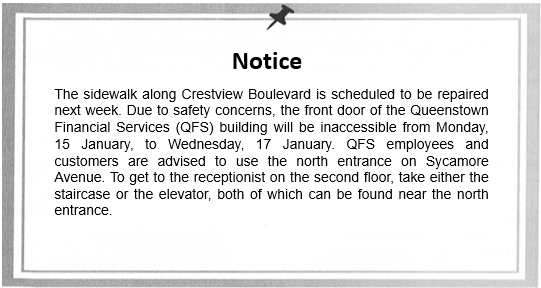 Notice
The sidewalk along Crestview Boulevard is scheduled to be repaired
next week. Due to safety concerns, the front door of the Queenstown
Financial Services (QFS) building will be inaccessible from Monday,
15 January, to Wednesday, 17 January. QFS employees and
customers are advised to use the north entrance on Sycamore
Avenue. To get to the receptionist on the second floor, take either the
staircase or the elevator, both of which can be found near the north
entrance.